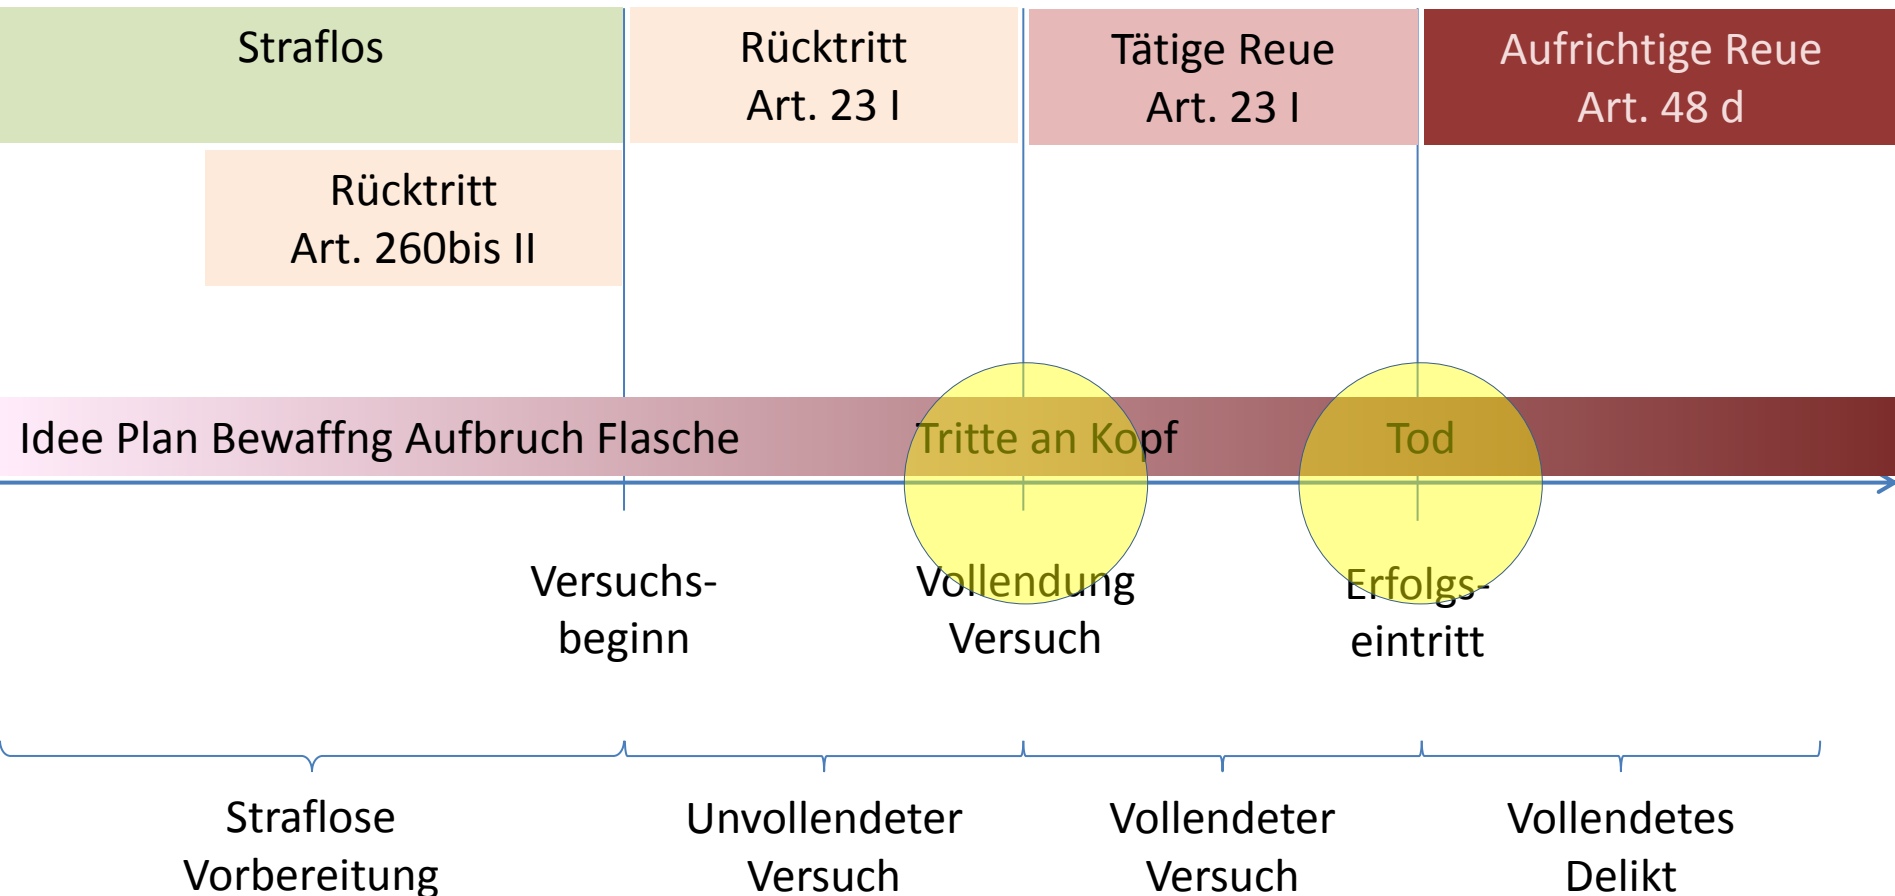 Straflos
Rücktritt
Art. 23 I
Tätige Reue
Art. 23 I
Aufrichtige Reue
Art. 48 d
Rücktritt
Art. 260bis II
Idee Plan Bewaffng Aufbruch Flasche
Tritte an Kopf
Tod
Versuchs-
beginn
Vollendung
Versuch
Erfolgs-
eintritt
Straflose
Vorbereitung
Unvollendeter
Versuch
Vollendeter
Versuch
Vollendetes
Delikt